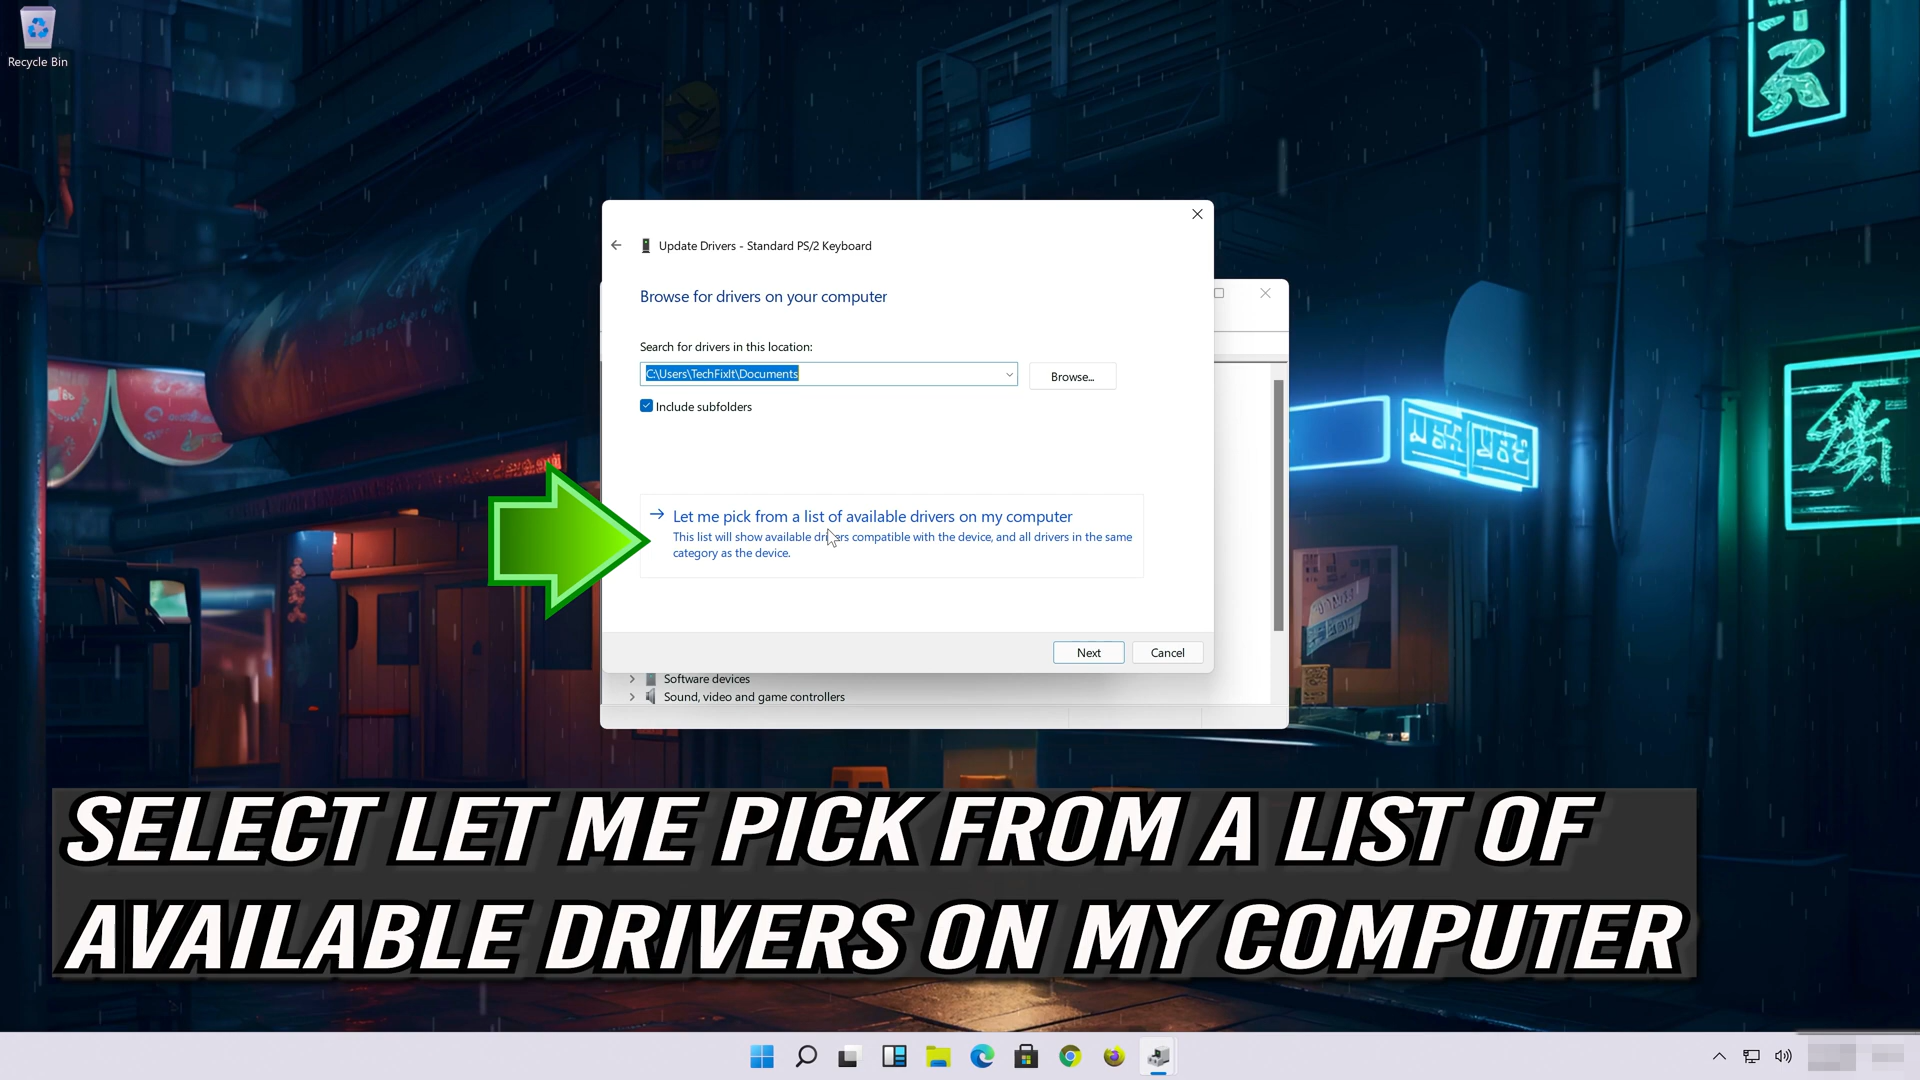 Recycle Bin
Update Drivers - Standard PS/2 Keyboard
Browse for drivers on your computer
Search for drivers in this location:
C:\Users\TechFixIt\Documents
Browse...
Include subfolders
Let me pick from a list of available drivers on my computer
This list will show available drivers compatible with the device, and all drivers in the same
category as the device.
Next
Cancel
Software devices
Sound, video and game controllers
SELECT LET ME PICK FROM A LIST OF
AVAILABLE DRIVERS ON MY COMPUTER